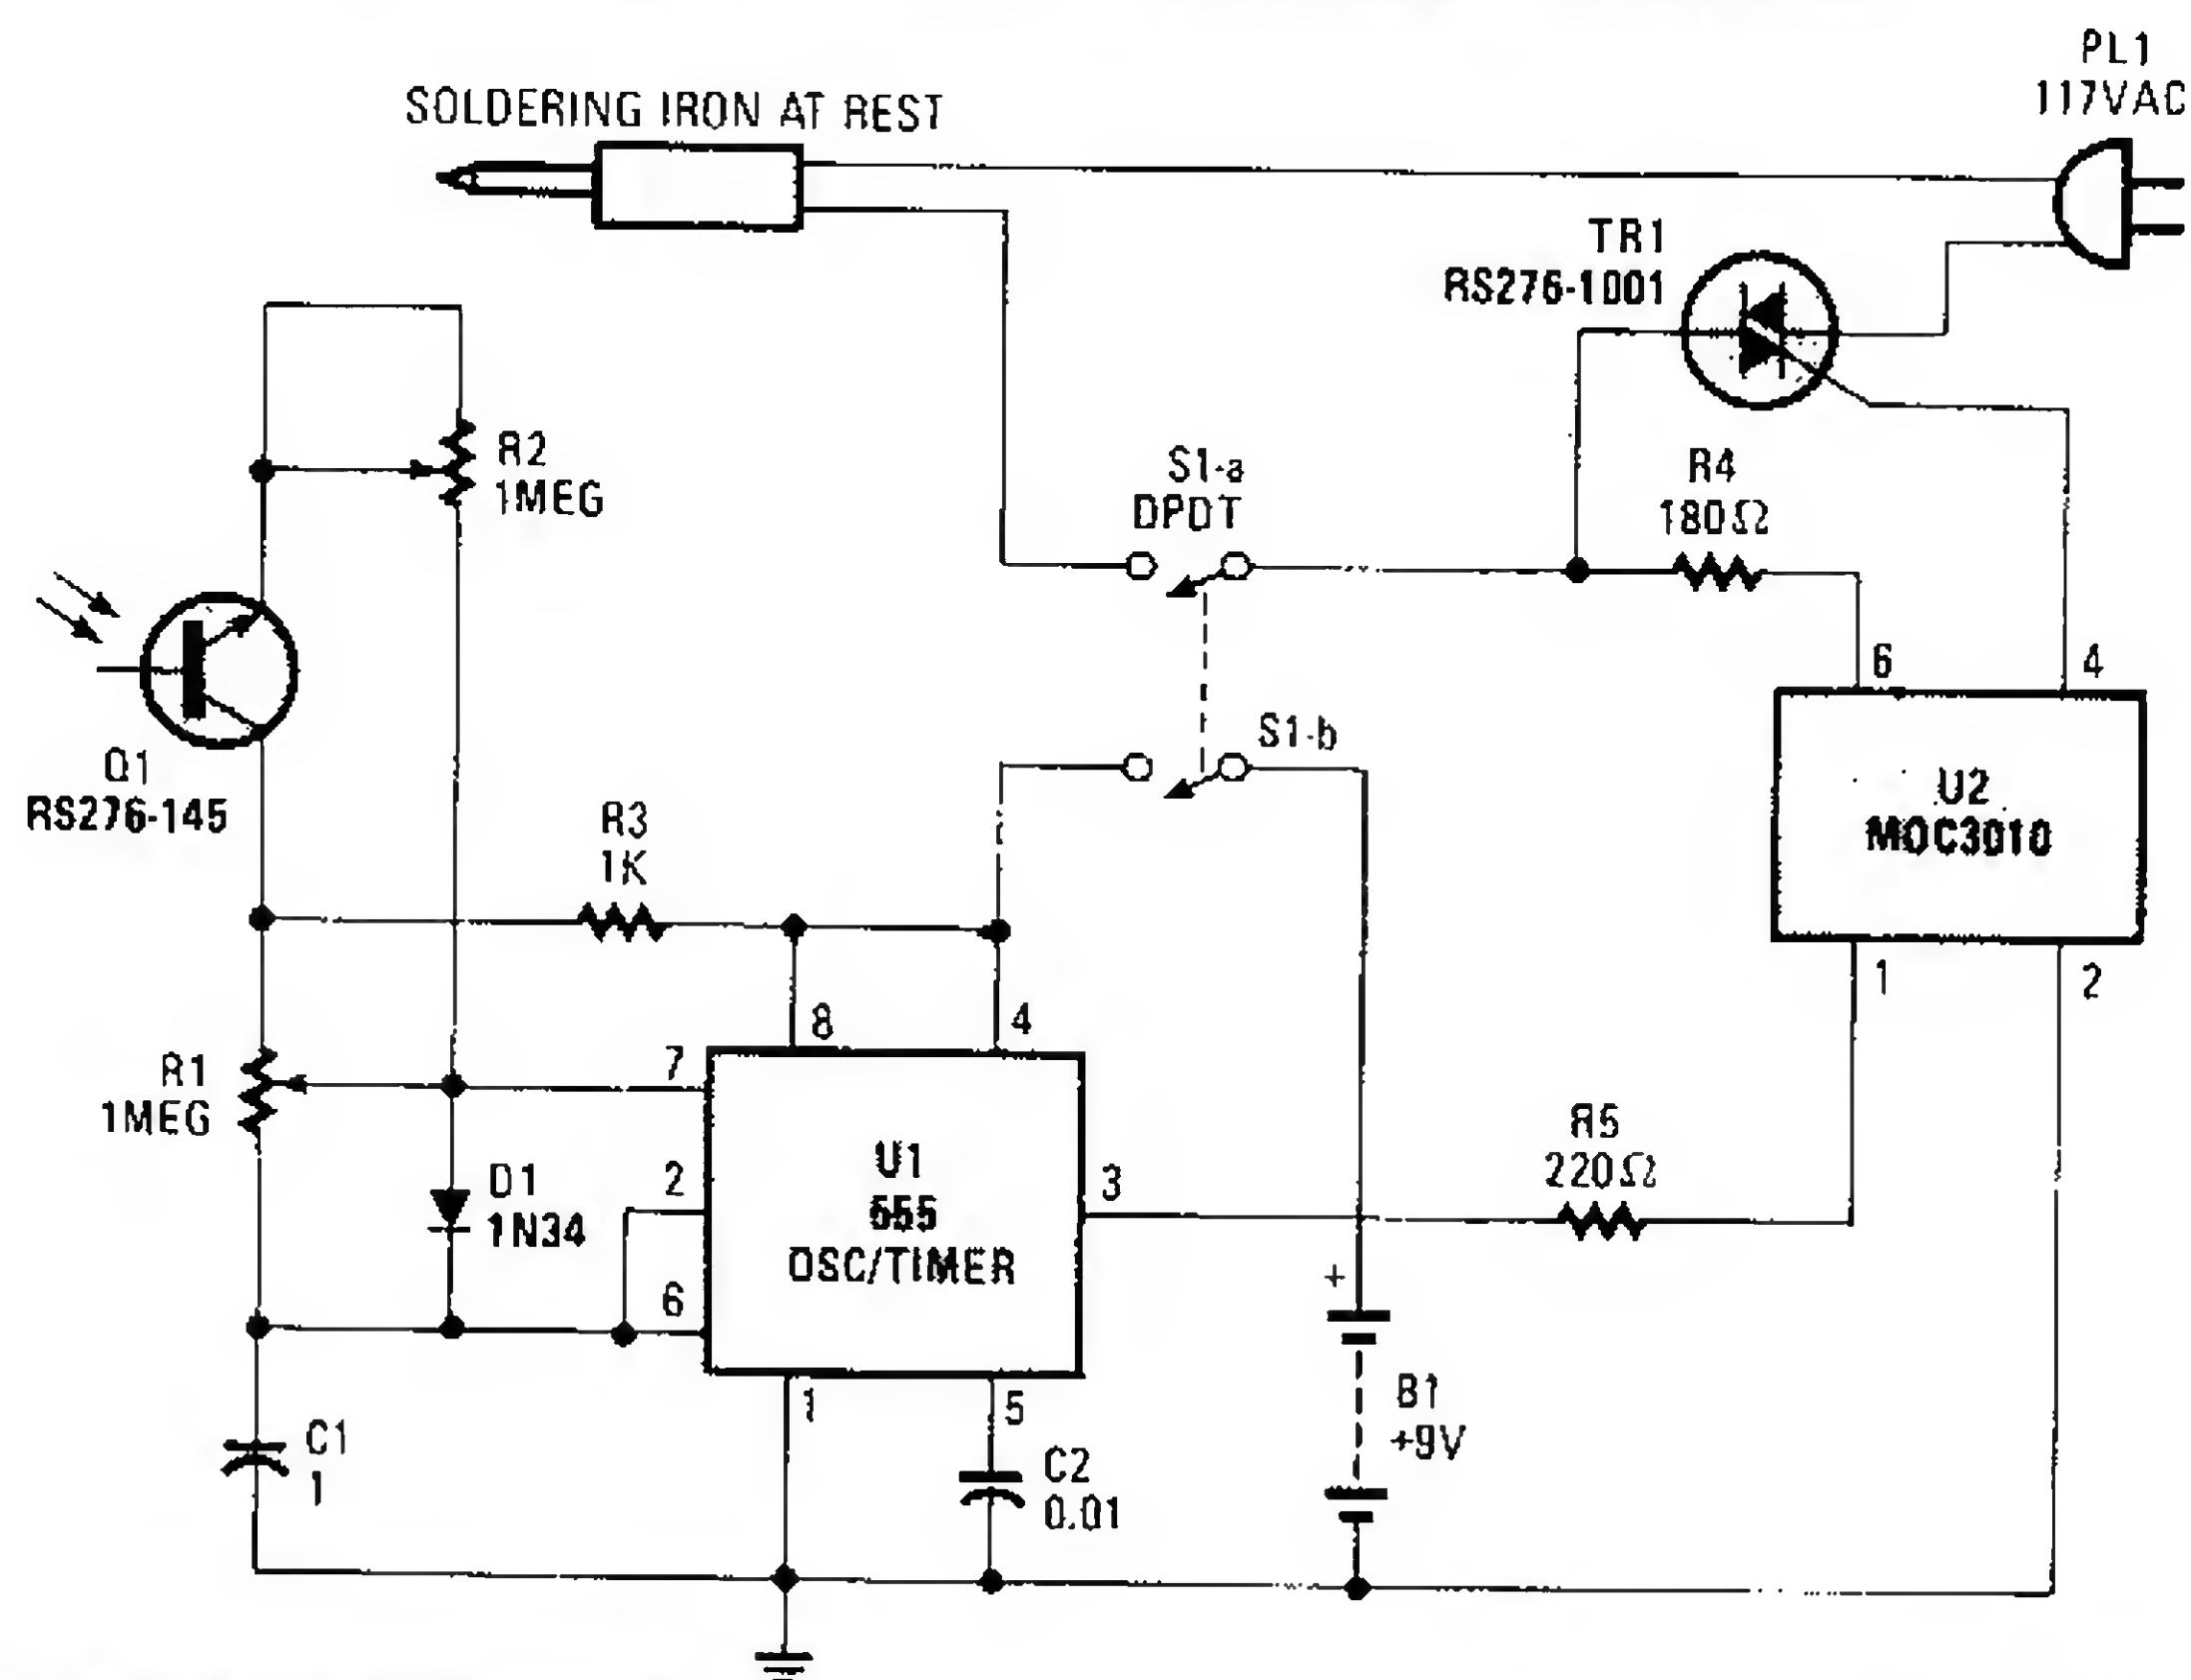 PL1
117VAC
SOLDERING IRON AT REST
TR1
RS276-1001
R2
1MEG
S1-a
DPDT
R4
180Ω
6
4
Q1
RS276-145
S1-b
U2
MOC3010
R3
1K
1
2
8
4
7
R1
1MEG
R5
220Ω
D1
1N34
2
U1
555
OSC/TIMER
3
6
+
1
5
B1
+9V
C1
1
C2
0.01